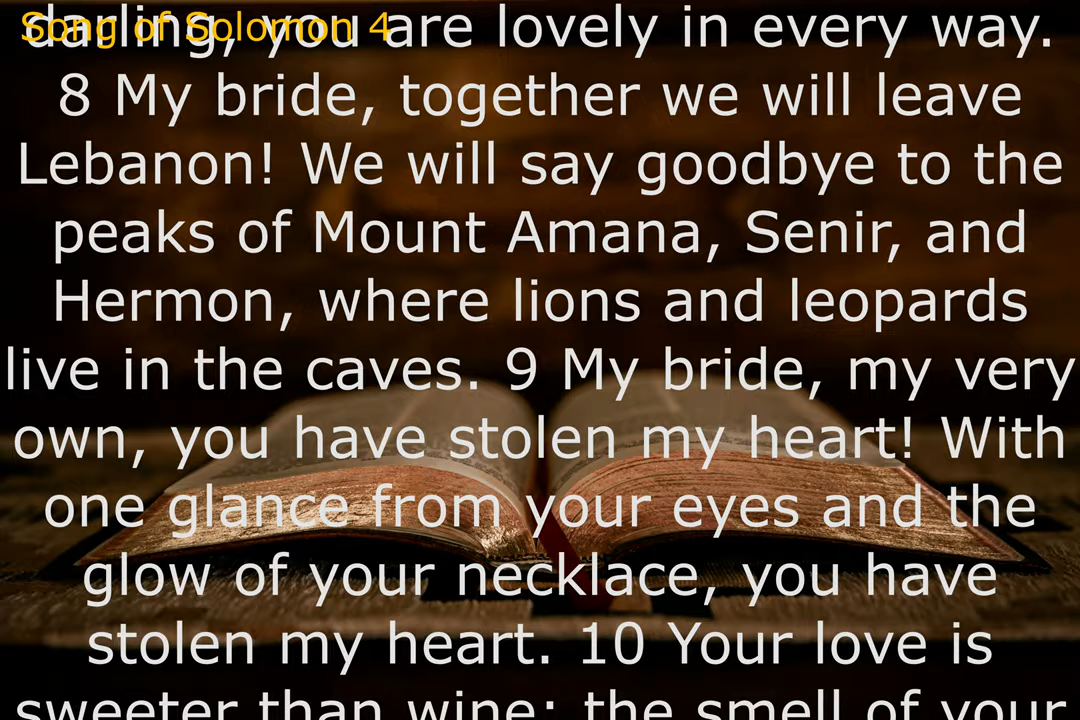 Song of Solomon 4
darling, you are lovely in every way.
8 My bride, together we will leave
Lebanon! We will say goodbye to the
peaks of Mount Amana, Senir, and
Hermon, where lions and leopards
live in the caves. 9 My bride, my very
own, you have stolen my heart! With
one glance from your eyes and the
glow of your necklace, you have
stolen my heart. 10 Your love is
sweeter than wine; the smell of your